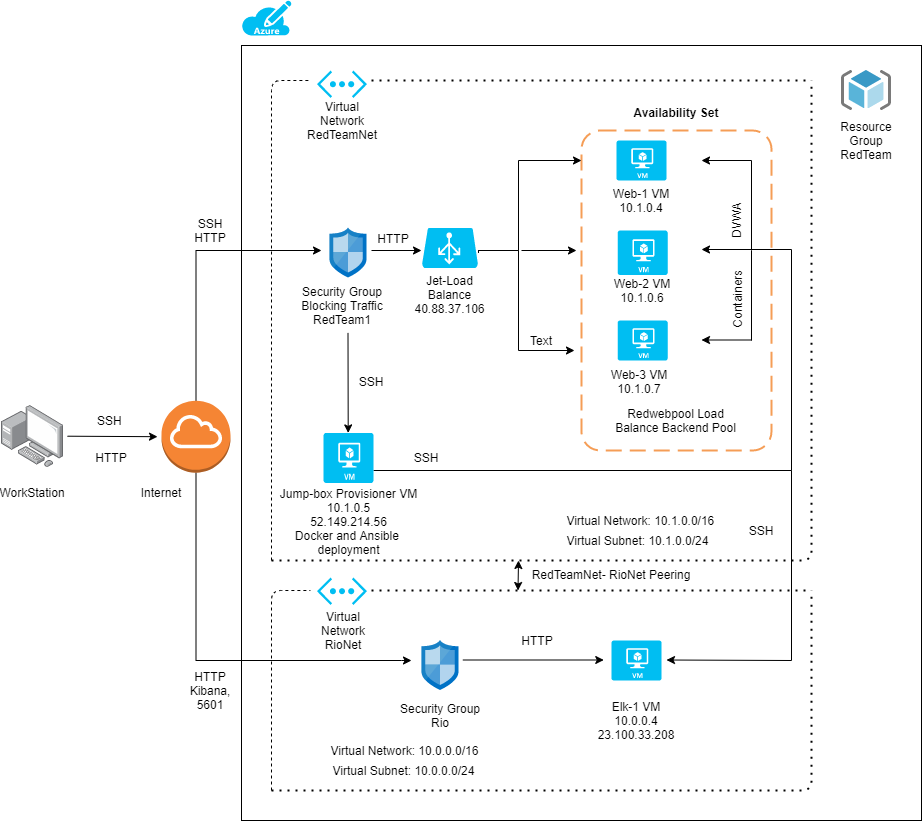 Azure
Virtual
Network
RedTeamNet
Availability Set
Resource
Group
RedTeam
VM
Web-1 VM
10.1.0.4
SSH
HTTP
HTTP
DVWA
VM
Web-2 VM
10.1.0.6
Security Group
Blocking Traffic
RedTeam1
Jet-Load
Balance
40.88.37.106
Containers
Text
VM
Web-3 VM
10.1.0.7
SSH
Redwebpool Load
Balance Backend Pool
SSH
HTTP
WorkStation
Internet
VM
SSH
Jump-box Provisioner VM
10.1.0.5
52.149.214.56
Docker and Ansible
deployment
Virtual Network: 10.1.0.0/16
Virtual Subnet: 10.1.0.0/24
SSH
RedTeamNet- RioNet Peering
Virtual
Network
RioNet
HTTP
VM
HTTP
Kibana,
5601
Security Group
Rio
Elk-1 VM
10.0.0.4
23.100.33.208
Virtual Network: 10.0.0.0/16
Virtual Subnet: 10.0.0.0/24